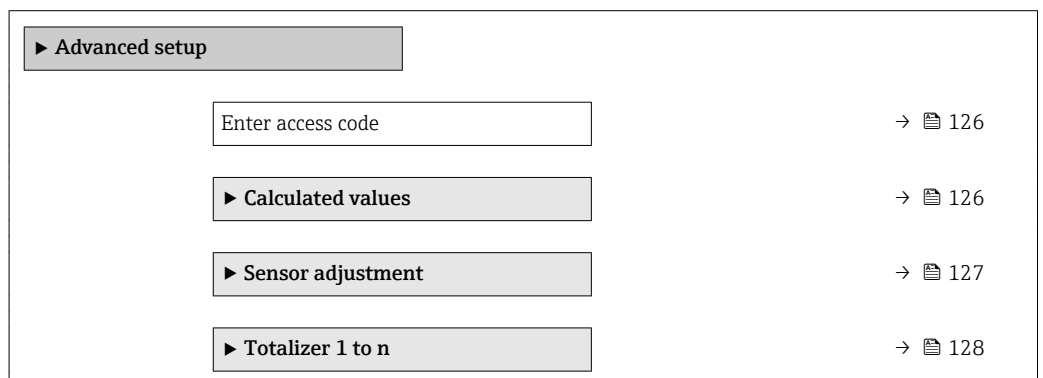 ▶ Advanced setup
Enter access code → 126
▶ Calculated values → 126
▶ Sensor adjustment → 127
▶ Totalizer 1 to n → 128